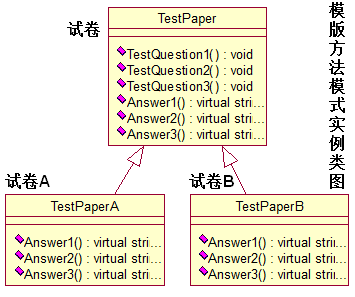 试卷
TestPaper
TestQuestion1() : void
TestQuestion2() : void
TestQuestion3() : void
Answer1() : virtual stri...
Answer2() : virtual stri...
Answer3() : virtual stri...
模版方法模式实例类图
试卷A
TestPaperA
Answer1() : virtual stri...
Answer2() : virtual stri...
Answer3() : virtual stri...
试卷B
TestPaperB
Answer1() : virtual stri...
Answer2() : virtual stri...
Answer3() : virtual stri...